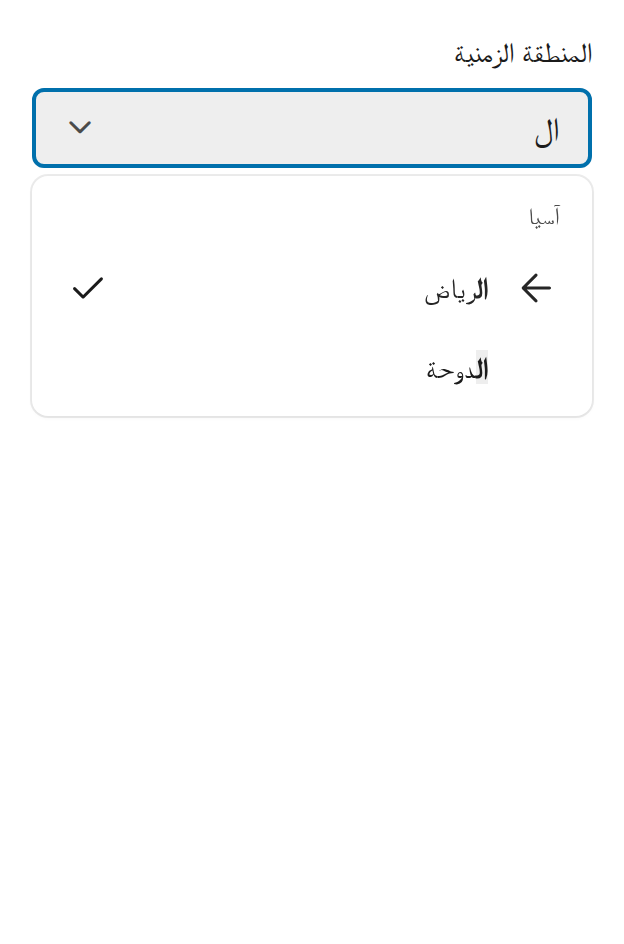 المنطقة الزمنية
ال
آسيا
الرياض
الدوحة